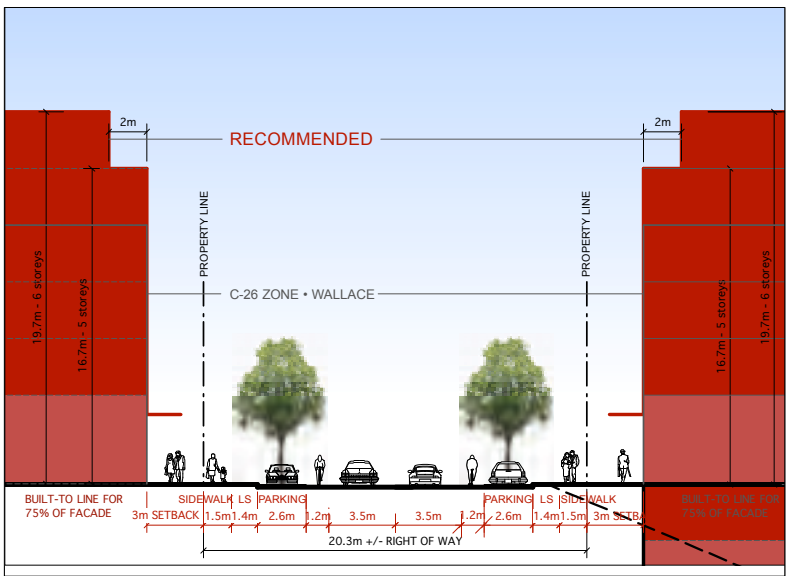 2m
2m
RECOMMENDED
PROPERTY LINE
PROPERTY LINE
C-26 ZONE • WALLACE
19.7m - 6 storeys
16.7m - 5 storeys
16.7m - 5 storeys
19.7m - 6 storeys
BUILT-TO LINE FOR
75% OF FACADE
SIDEWALK LS PARKING
PARKING LS SIDEWALK
BUILT-TO LINE FOR
75% OF FACADE
3m SETBACK 1.5m 1.4m 2.6m 1.2m 3.5m 3.5m 1.2m 2.6m 1.4m 1.5m 3m SETBA
20.3m +/- RIGHT OF WAY